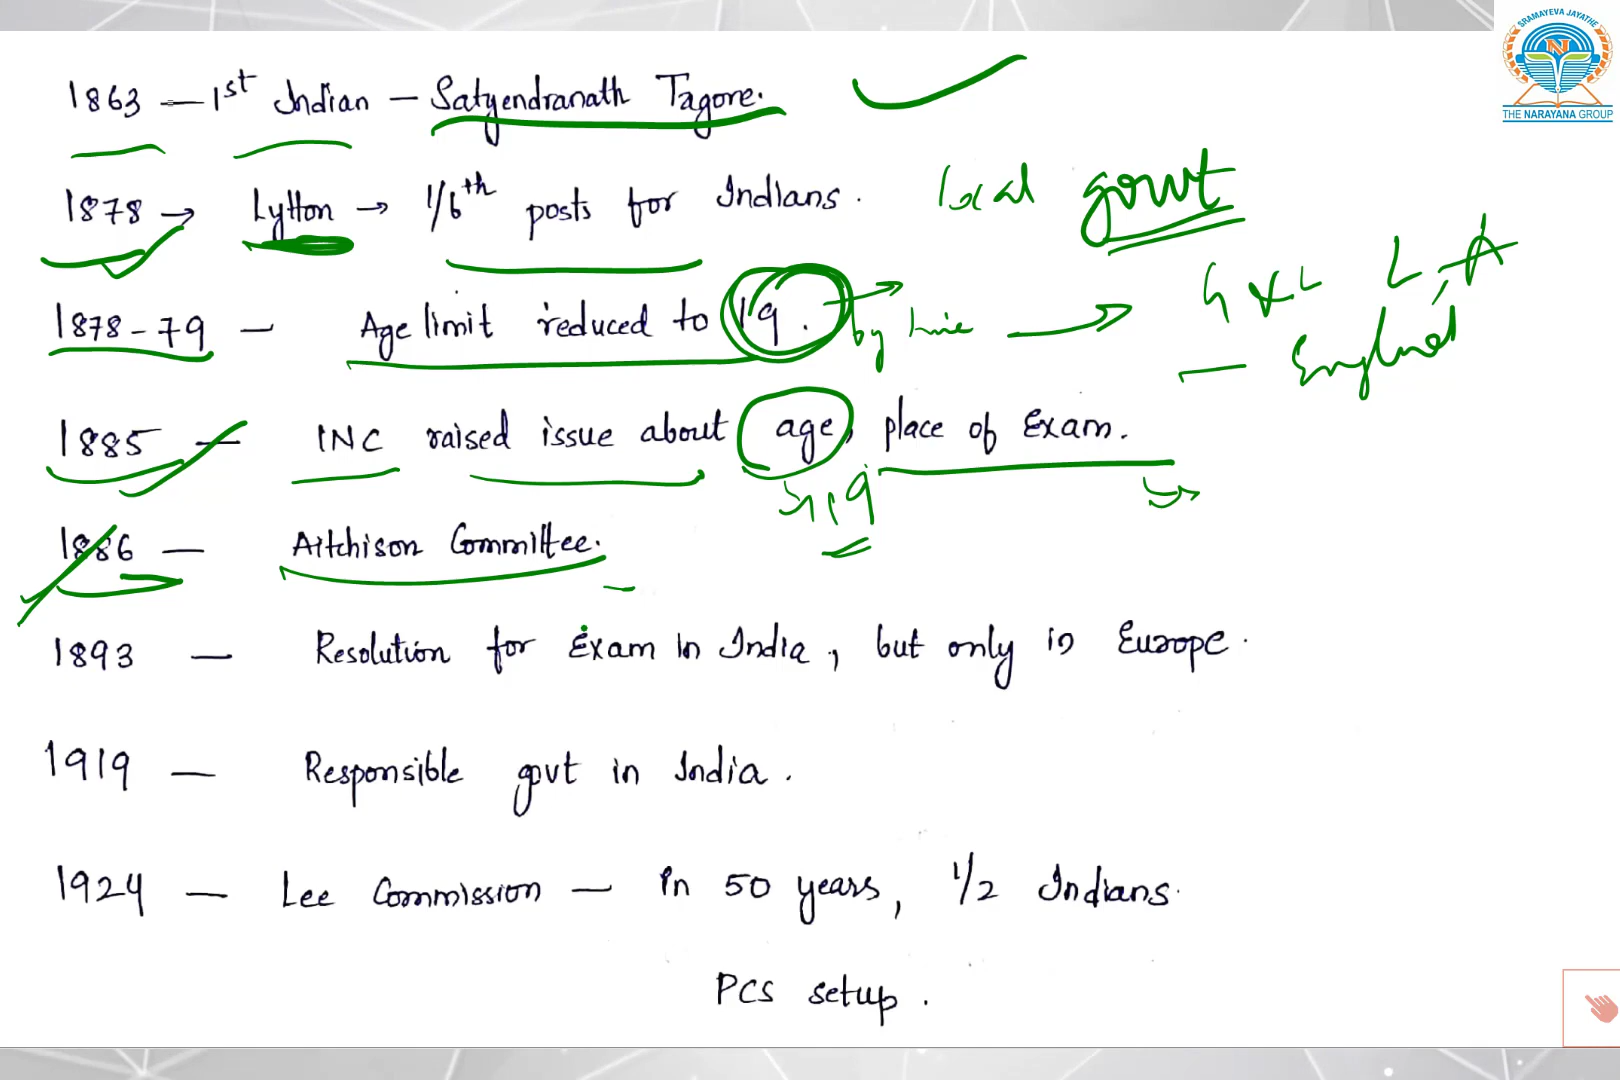 SRAMAYEVA JAYATHE
N
THE NARAYANA GROUP
1863 — 1st Indian — Satyendranath Tagore.
local govt
1878 → Lytton → 1/6th posts for Indians.
1878-79 — Age limit reduced to 19. →
by →
— England
1885 — INC raised issue about age, place of Exam.
19
1886 — Aitchison Committee.
1893 — Resolution for Exam in India, but only in Europe.
1919 — Responsible govt in India.
1924 — Lee Commission — in 50 years, 1/2 Indians.
PCS setup.